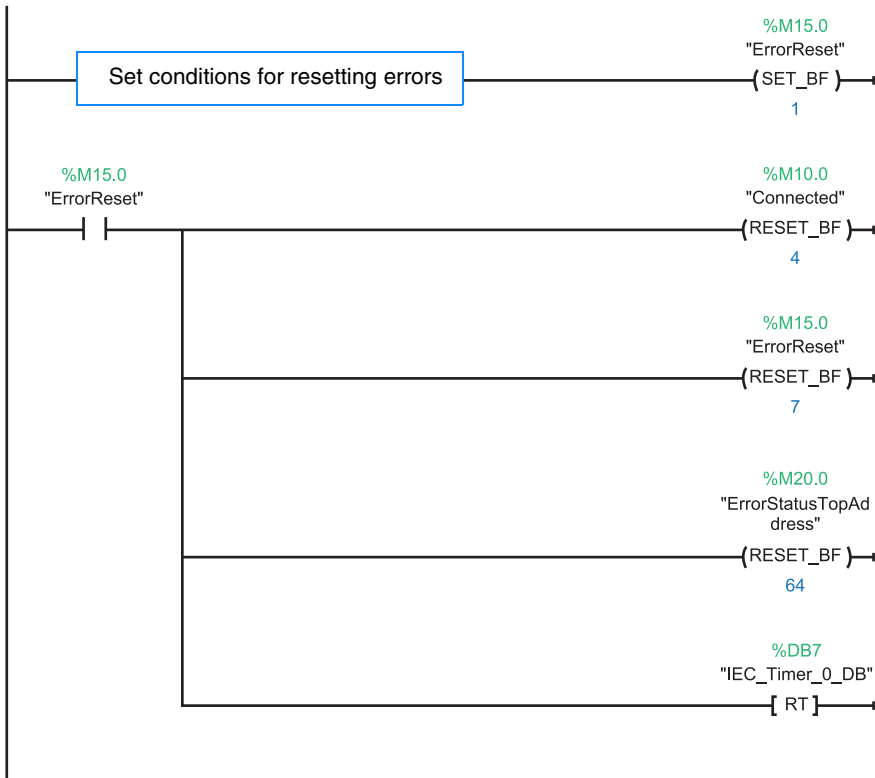 %M15.0
"ErrorReset"
Set conditions for resetting errors
SET_BF
1
%M15.0
"ErrorReset"
%M10.0
"Connected"
RESET_BF
4
%M15.0
"ErrorReset"
RESET_BF
7
%M20.0
"ErrorStatusTopAd
dress"
RESET_BF
64
%DB7
"IEC_Timer_0_DB"
RT